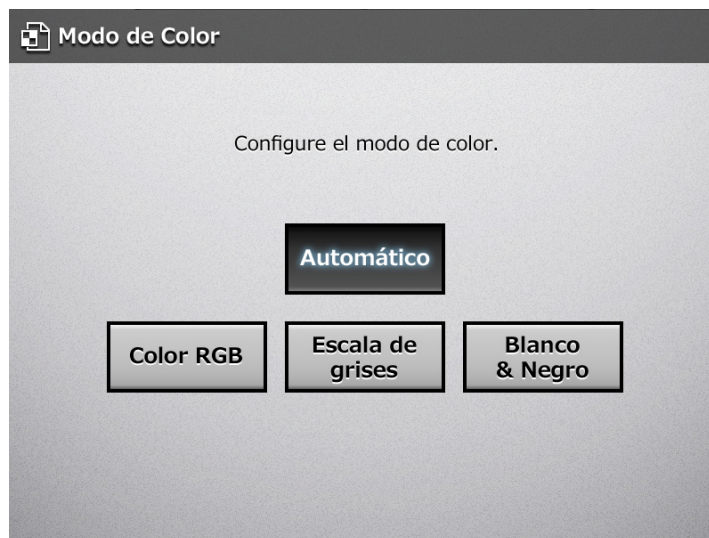 Modo de Color
Configure el modo de color.
Automático
Color RGB
Escala de
grises
Blanco
& Negro